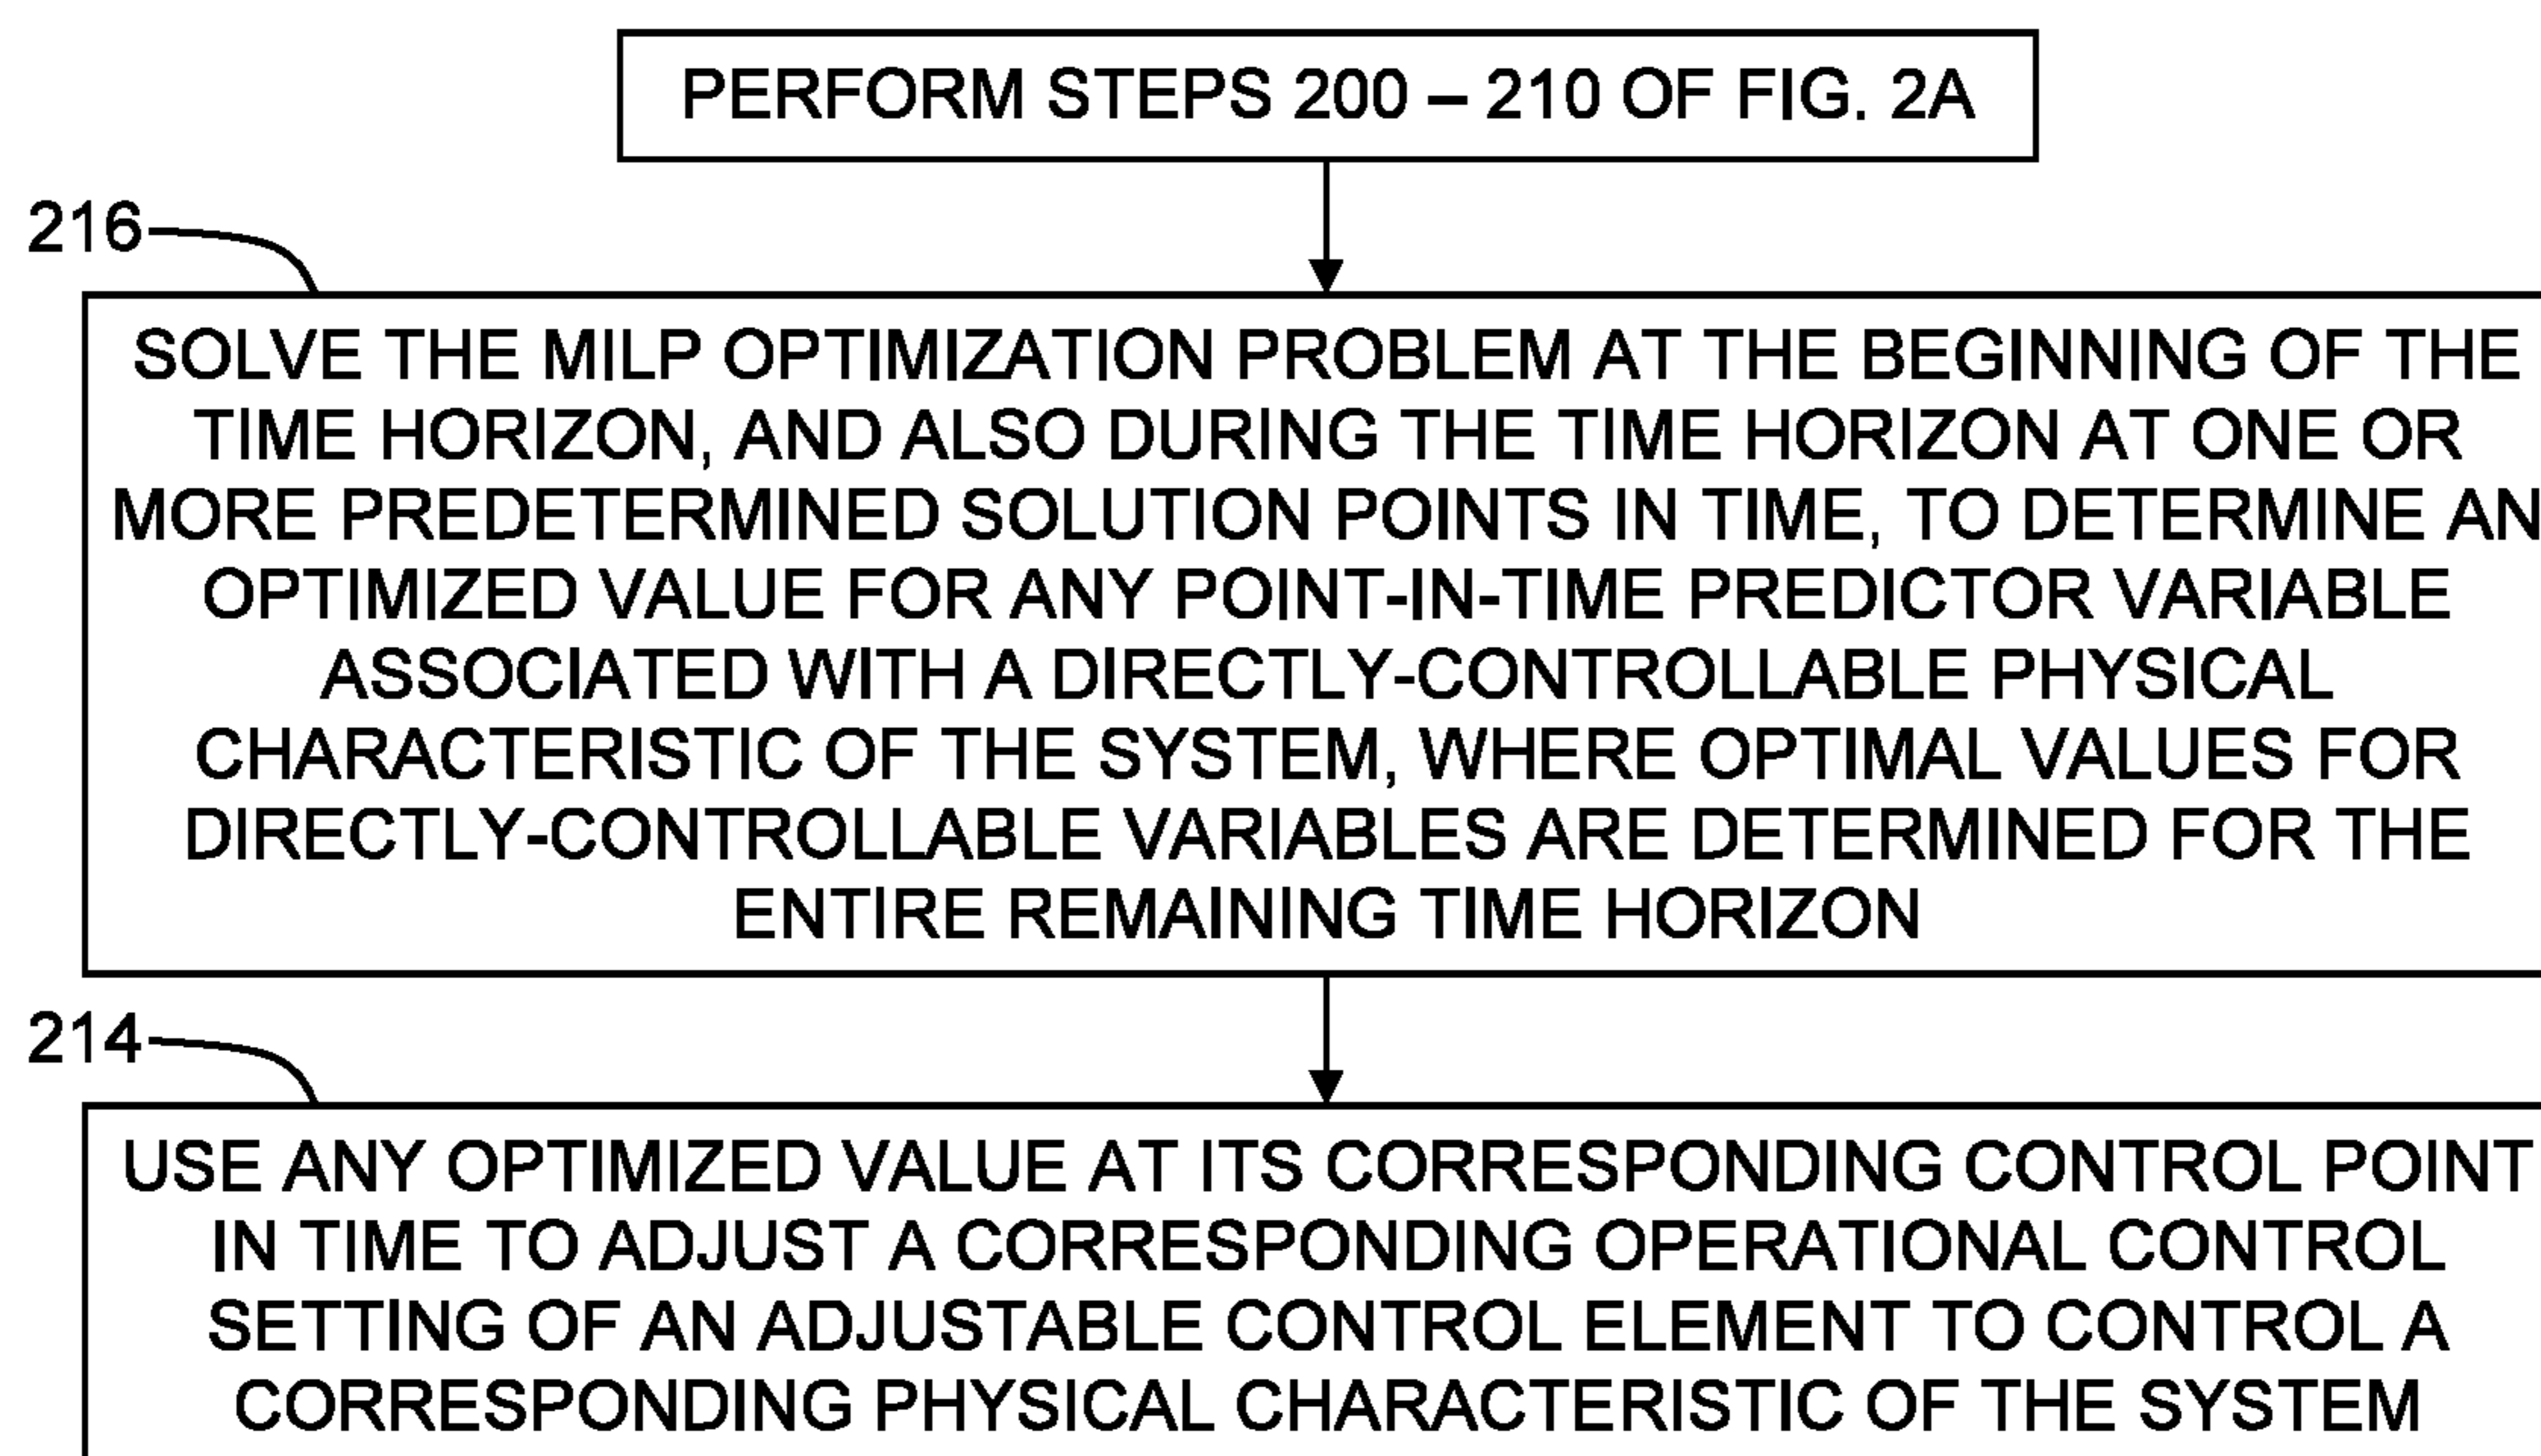 PERFORM STEPS 200 – 210 OF FIG. 2A
216
SOLVE THE MILP OPTIMIZATION PROBLEM AT THE BEGINNING OF THE
TIME HORIZON, AND ALSO DURING THE TIME HORIZON AT ONE OR
MORE PREDETERMINED SOLUTION POINTS IN TIME, TO DETERMINE AN
OPTIMIZED VALUE FOR ANY POINT-IN-TIME PREDICTOR VARIABLE
ASSOCIATED WITH A DIRECTLY-CONTROLLABLE PHYSICAL
CHARACTERISTIC OF THE SYSTEM, WHERE OPTIMAL VALUES FOR
DIRECTLY-CONTROLLABLE VARIABLES ARE DETERMINED FOR THE
ENTIRE REMAINING TIME HORIZON
214
USE ANY OPTIMIZED VALUE AT ITS CORRESPONDING CONTROL POINT
IN TIME TO ADJUST A CORRESPONDING OPERATIONAL CONTROL
SETTING OF AN ADJUSTABLE CONTROL ELEMENT TO CONTROL A
CORRESPONDING PHYSICAL CHARACTERISTIC OF THE SYSTEM